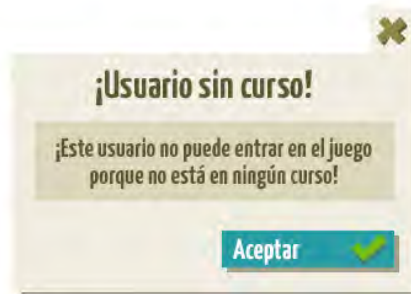 ¡Usuario sin curso!
¡Este usuario no puede entrar en el juego
porque no está en ningún curso!
Aceptar